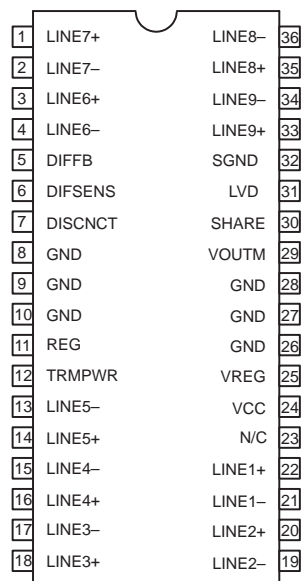 1 LINE7+ LINE8– 36
2 LINE7– LINE8+ 35
3 LINE6+ LINE9– 34
4 LINE6– LINE9+ 33
5 DIFFB SGND 32
6 DIFSENS LVD 31
7 DISCNCT SHARE 30
8 GND VOUTM 29
9 GND GND 28
10 GND GND 27
11 REG GND 26
12 TRMPWR VREG 25
13 LINE5– VCC 24
14 LINE5+ N/C 23
15 LINE4– LINE1+ 22
16 LINE4+ LINE1– 21
17 LINE3– LINE2+ 20
18 LINE3+ LINE2– 19